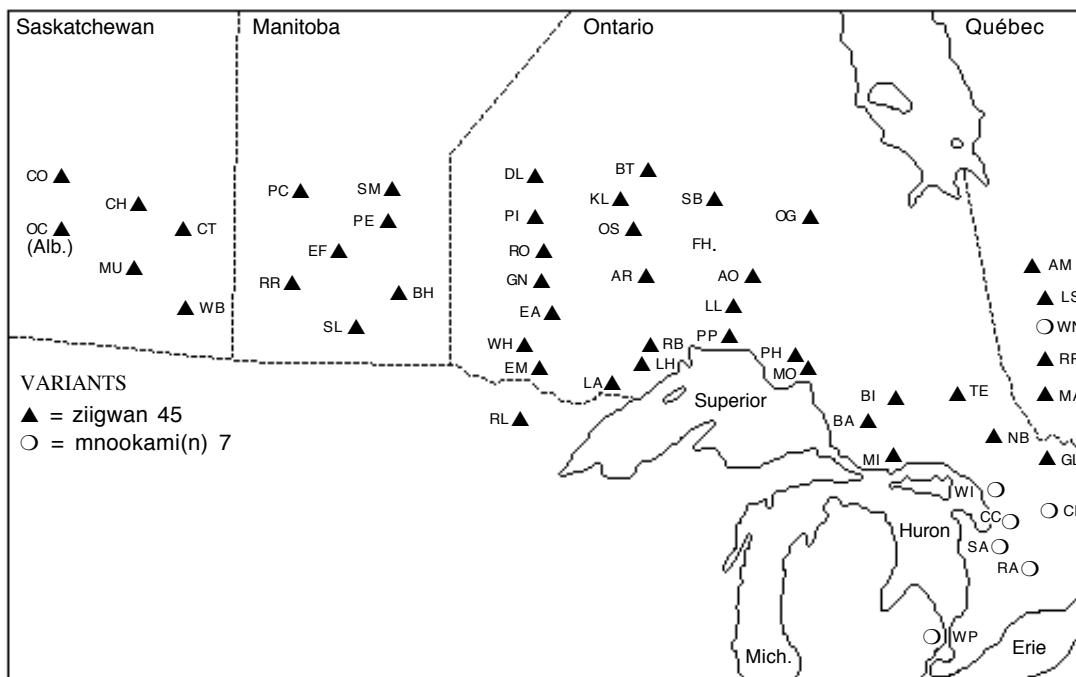 Saskatchewan Manitoba Ontario Québec
CO
CH
OC
(Alb.)
CT
MU
WB
PC
SM
PE
EF
RR
BH
SL
DL
BT
KL
SB
PI
OS
OG
RO
FH.
GN
AR
AO
EA
LL
WH
RB
PP
EM
LH
PH
LA
MO
RL
AM
LS
BI
TE
BA
NB
MI
WI
CC
SA
RA
WP
Superior
Huron
Mich.
Erie
VARIANTS
▲ = ziigwan 45
❍ = mnookami(n) 7